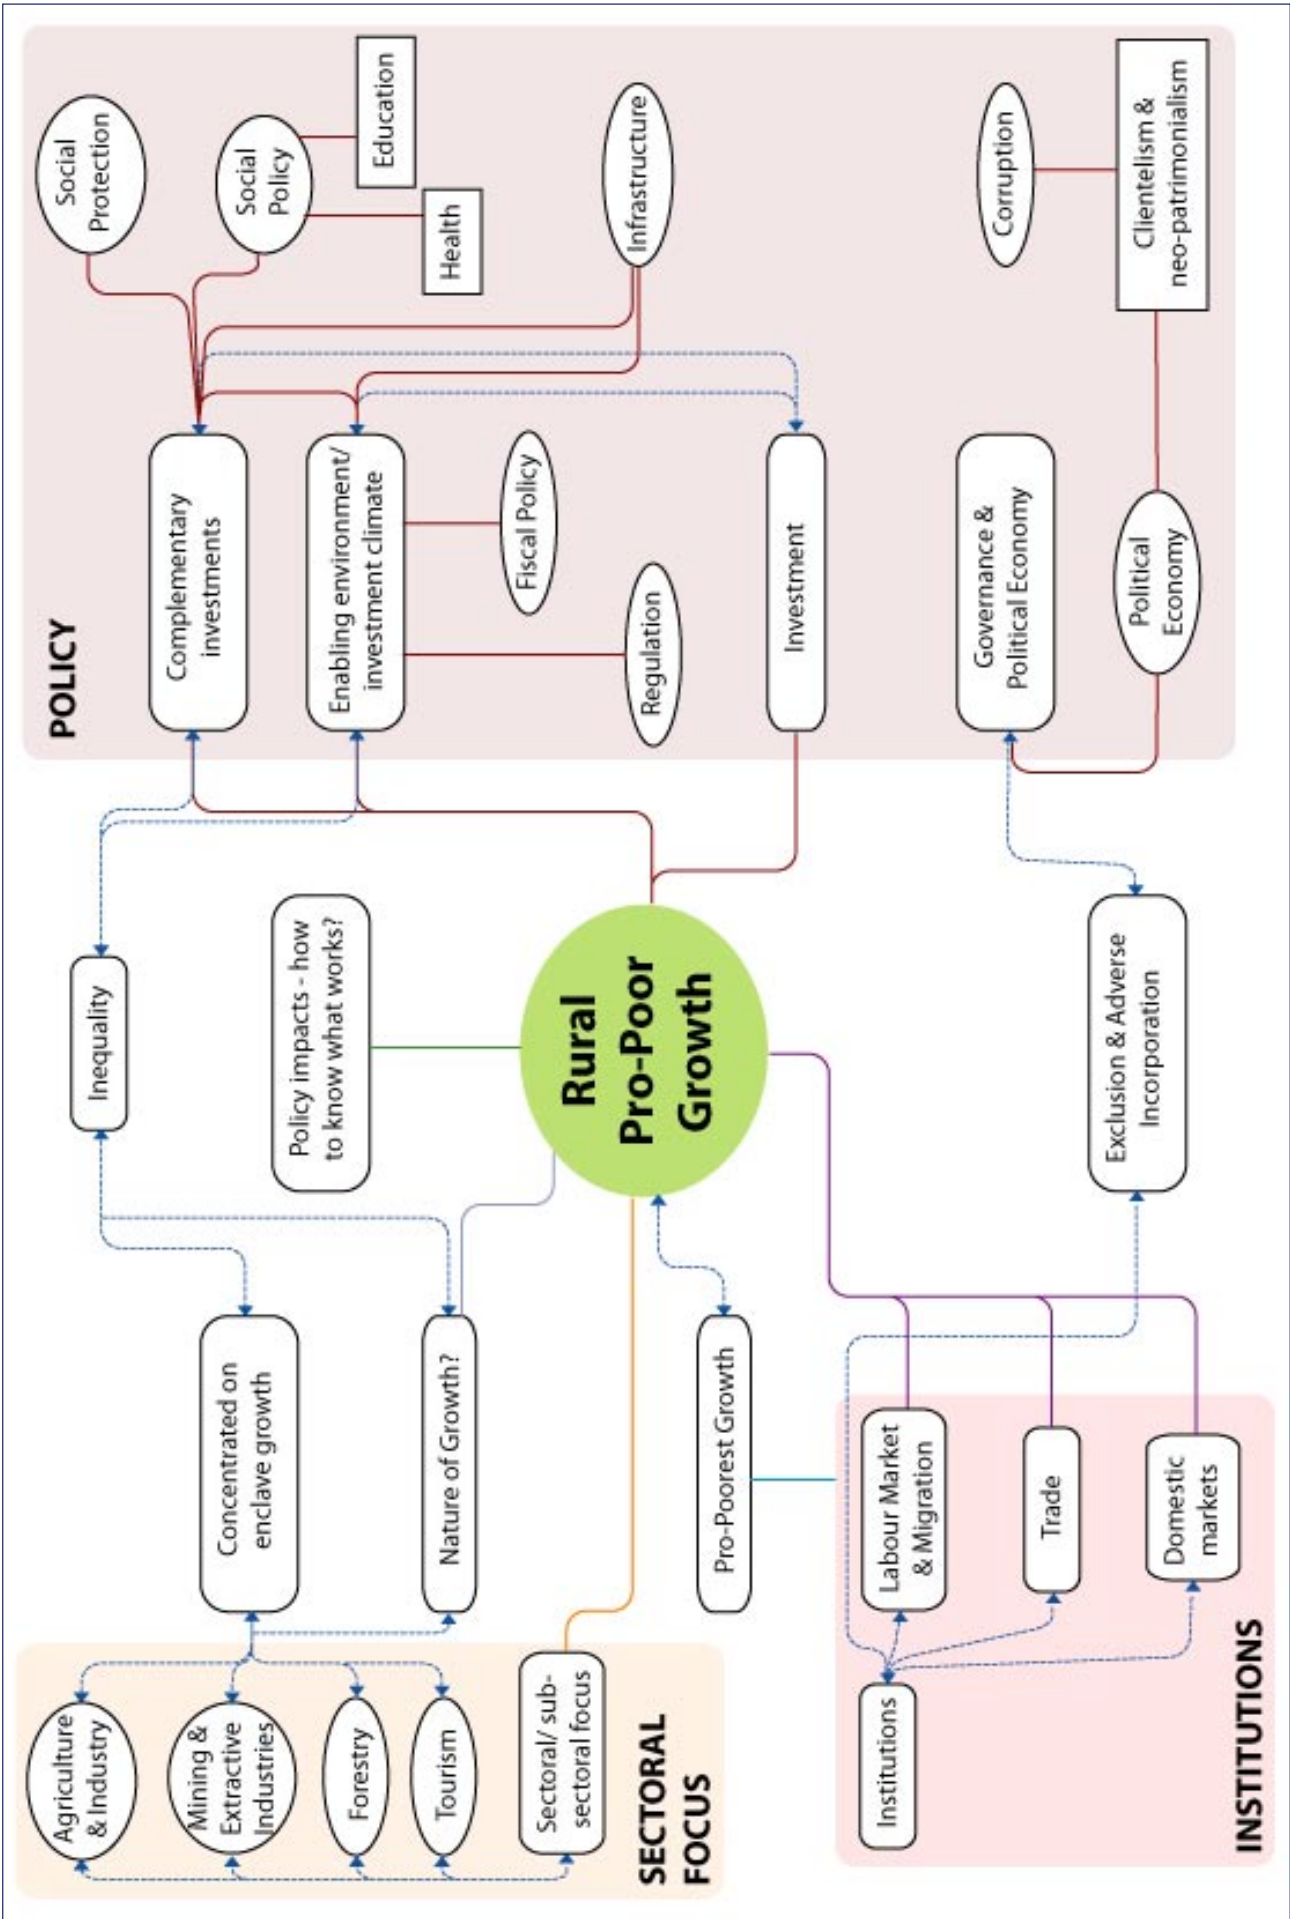 Agriculture
& Industry
Mining &
Extractive
Industries
Forestry
Tourism
Sectoral/ sub-
sectoral focus
SECTORAL
FOCUS
Concentrated on
enclave growth
Nature of Growth?
Pro-Poorest Growth
Institutions
Labour Market
& Migration
Trade
Domestic
markets
INSTITUTIONS
Inequality
Policy impacts - how
to know what works?
Rural
Pro-Poor
Growth
Exclusion & Adverse
Incorporation
POLICY
Complementary
investments
Enabling environment/
investment climate
Fiscal Policy
Regulation
Investment
Governance &
Political Economy
Political
Economy
Social
Protection
Social
Policy
Education
Health
Infrastructure
Corruption
Clientelism &
neo-patrimonialism